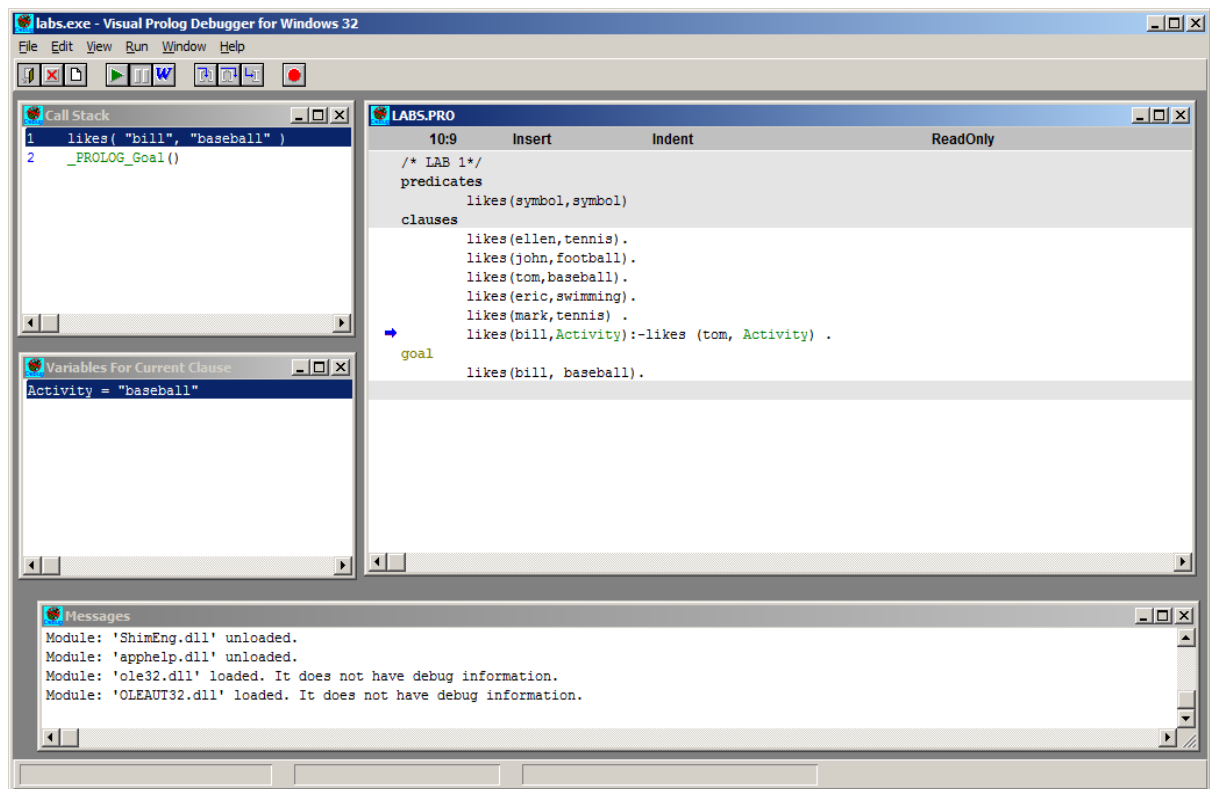 labs.exe - Visual Prolog Debugger for Windows 32
File Edit View Run Window Help
W
Call Stack
1 likes( "bill", "baseball" )
2 _PROLOG_Goal()
Variables For Current Clause
Activity = "baseball"
LABS.PRO
10:9 Insert Indent ReadOnly
/* LAB 1*/
predicates
likes(symbol,symbol)
clauses
likes(ellen,tennis).
likes(john,football).
likes(tom,baseball).
likes(eric,swimming).
likes(mark,tennis) .
likes(bill,Activity):-likes (tom, Activity) .
goal
likes(bill, baseball).
Messages
Module: 'ShimEng.dll' unloaded.
Module: 'apphelp.dll' unloaded.
Module: 'ole32.dll' loaded. It does not have debug information.
Module: 'OLEAUT32.dll' loaded. It does not have debug information.